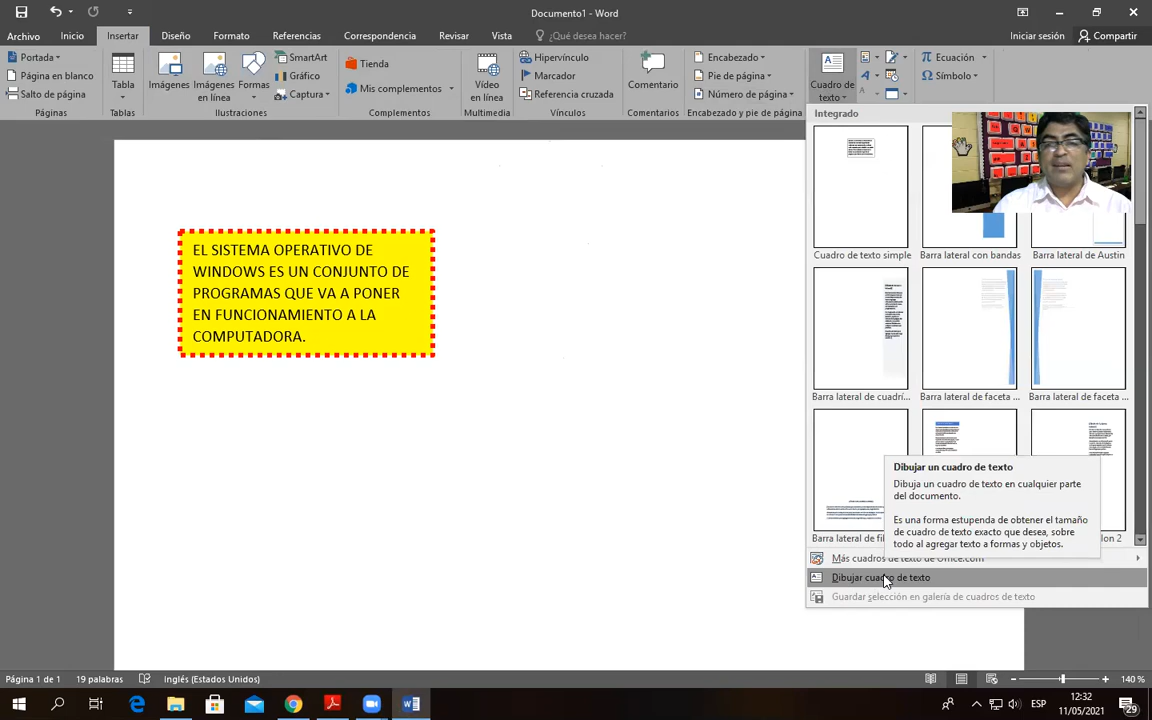 Documento1 - Word
Archivo
Inicio
Insertar
Diseño
Formato
Referencias
Correspondencia
Revisar
Vista
¿Qué desea hacer?
Iniciar sesión
Compartir
Portada
Página en blanco
Salto de página
Páginas
Tabla
Tablas
Imágenes
Imágenes
en línea
Formas
SmartArt
Gráfico
Captura
Ilustraciones
Tienda
Mis complementos
Complementos
Vídeo
en línea
Multimedia
Hipervínculo
Marcador
Referencia cruzada
Vínculos
Comentario
Comentarios
Encabezado
Pie de página
Número de página
Encabezado y pie de página
Cuadro de
texto
Ecuación
Símbolo
Integrado
Cuadro de texto simple
Barra lateral con bandas
Barra lateral de Austin
Barra lateral de cuadrí...
Barra lateral de faceta ...
Barra lateral de faceta ...
Barra lateral de fil
lon 2
Dibujar un cuadro de texto
Dibuja un cuadro de texto en cualquier parte
del documento.
Es una forma estupenda de obtener el tamaño
de cuadro de texto exacto que desea, sobre
todo al agregar texto a formas y objetos.
Más cuadros de texto de Office.com
Dibujar cuadro de texto
Guardar selección en galería de cuadros de texto
EL SISTEMA OPERATIVO DE
WINDOWS ES UN CONJUNTO DE
PROGRAMAS QUE VA A PONER
EN FUNCIONAMIENTO A LA
COMPUTADORA.
Página 1 de 1
19 palabras
Inglés (Estados Unidos)
140 %
ESP
12:32
11/05/2021
29